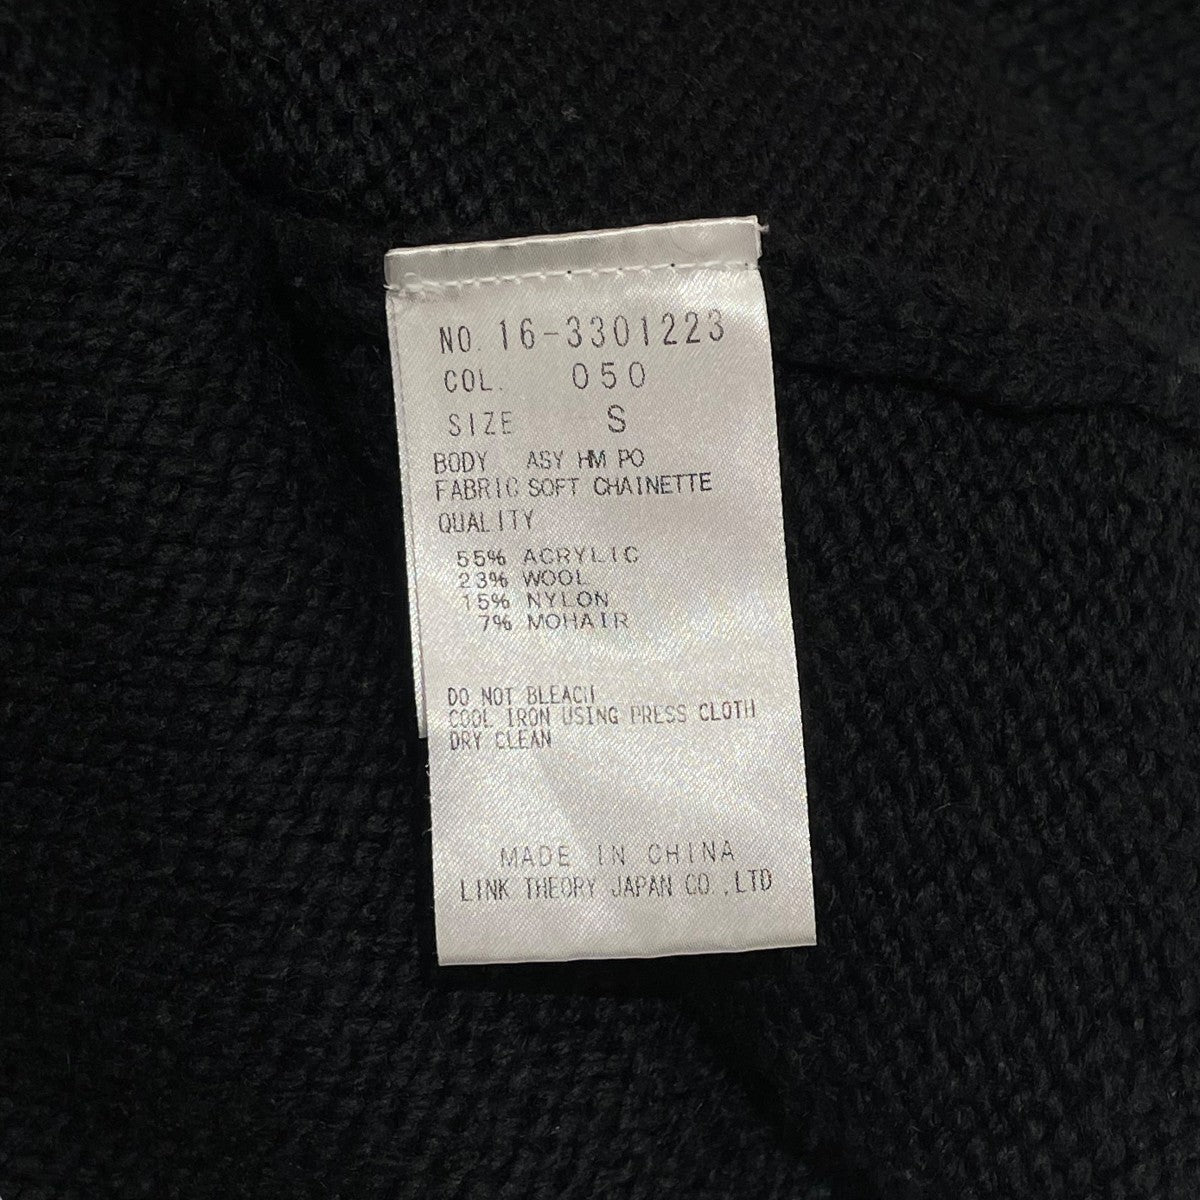 NO. 16-3301223
COL. 050
SIZE S
BODY ASY HM PO
FABRIC SOFT CHAINETTE
QUALITY
55% ACRYLIC
23% WOOL
15% NYLON
7% MOHAIR
DO NOT BLEACH
COOL IRON USING PRESS CLOTH
DRY CLEAN
MADE IN CHINA
LINK THEORY JAPAN CO.,LTD